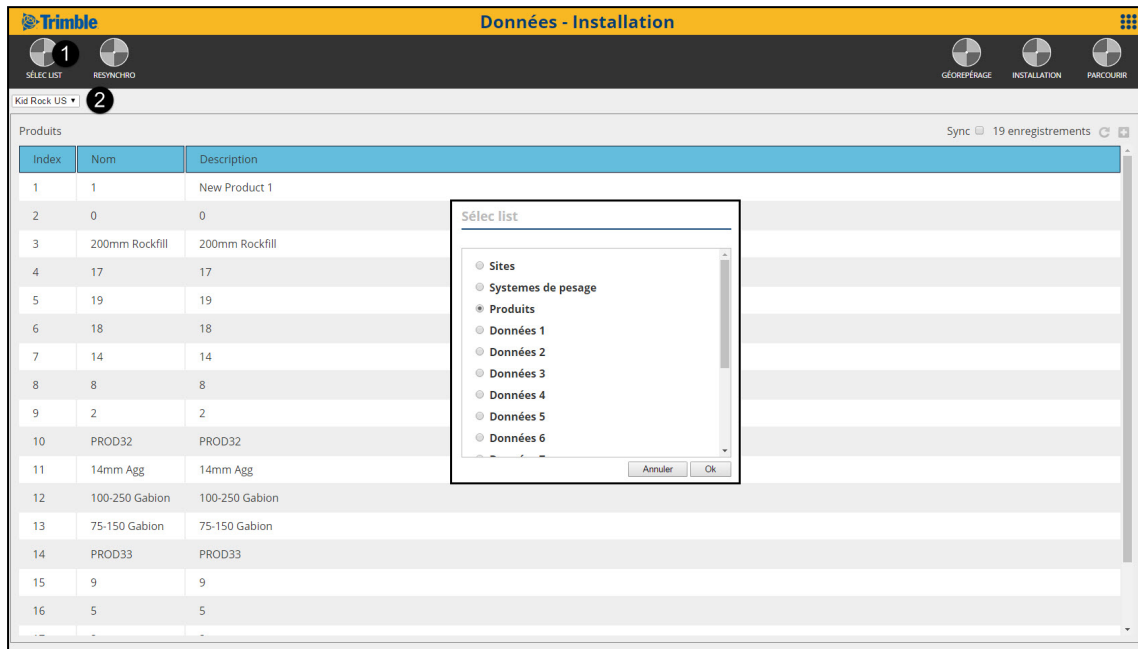 Trimble
Données - Installation
1
SÉLEC LIST
RESYNCHRO
GÉOREPÉRAGE
INSTALLATION
PARCOURIR
Kid Rock US
2
Produits
Sync 19 enregistrements
Index Nom Description
1 1 New Product 1
2 0 0
3 200mm Rockfill 200mm Rockfill
4 17 17
5 19 19
6 18 18
7 14 14
8 8 8
9 2 2
10 PROD32 PROD32
11 14mm Agg 14mm Agg
12 100-250 Gabion 100-250 Gabion
13 75-150 Gabion 75-150 Gabion
14 PROD33 PROD33
15 9 9
16 5 5
Sélec list
Sites
Systemes de pesage
Produits
Données 1
Données 2
Données 3
Données 4
Données 5
Données 6
Annuler Ok